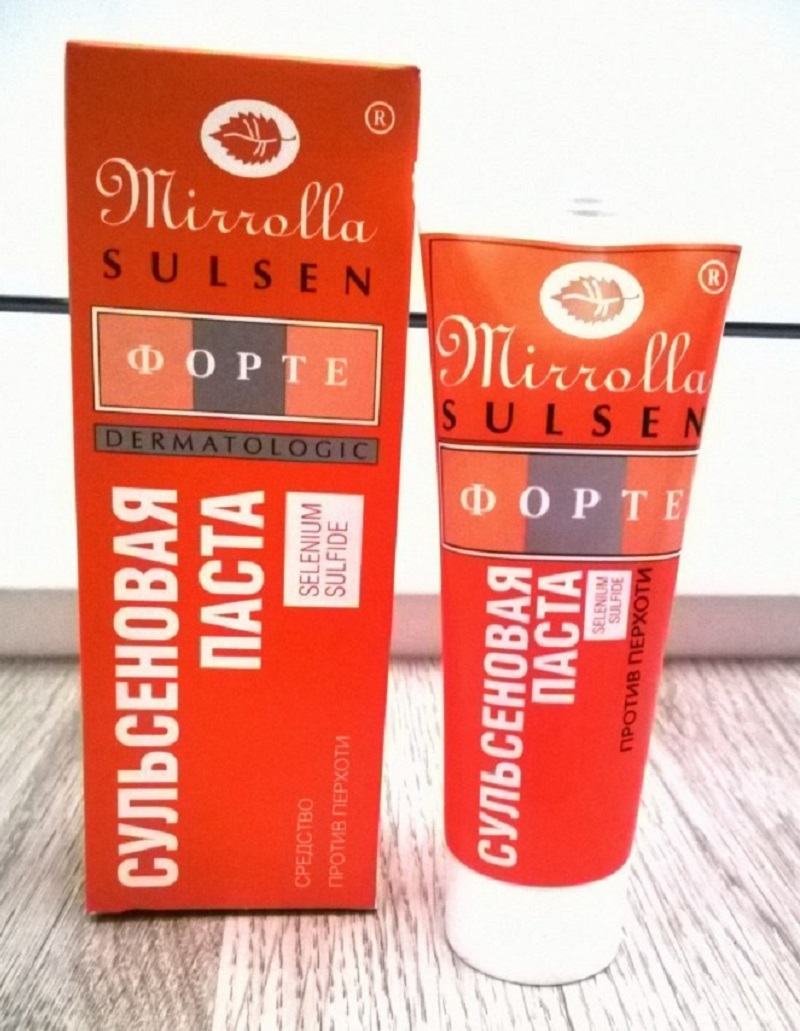 ®
Mirrolla
SULSEN
ФОРТЕ
DERMATOLOGIC
СУЛЬСЕНОВАЯ
ПАСТА
SELENIUM
SULFIDE
СРЕДСТВО
ПРОТИВ ПЕРХОТИ
®
Mirrolla
SULSEN
ФОРТЕ
СУЛЬСЕНОВАЯ
ПАСТА
SELENIUM
SULFIDE
ПРОТИВ ПЕРХОТИ